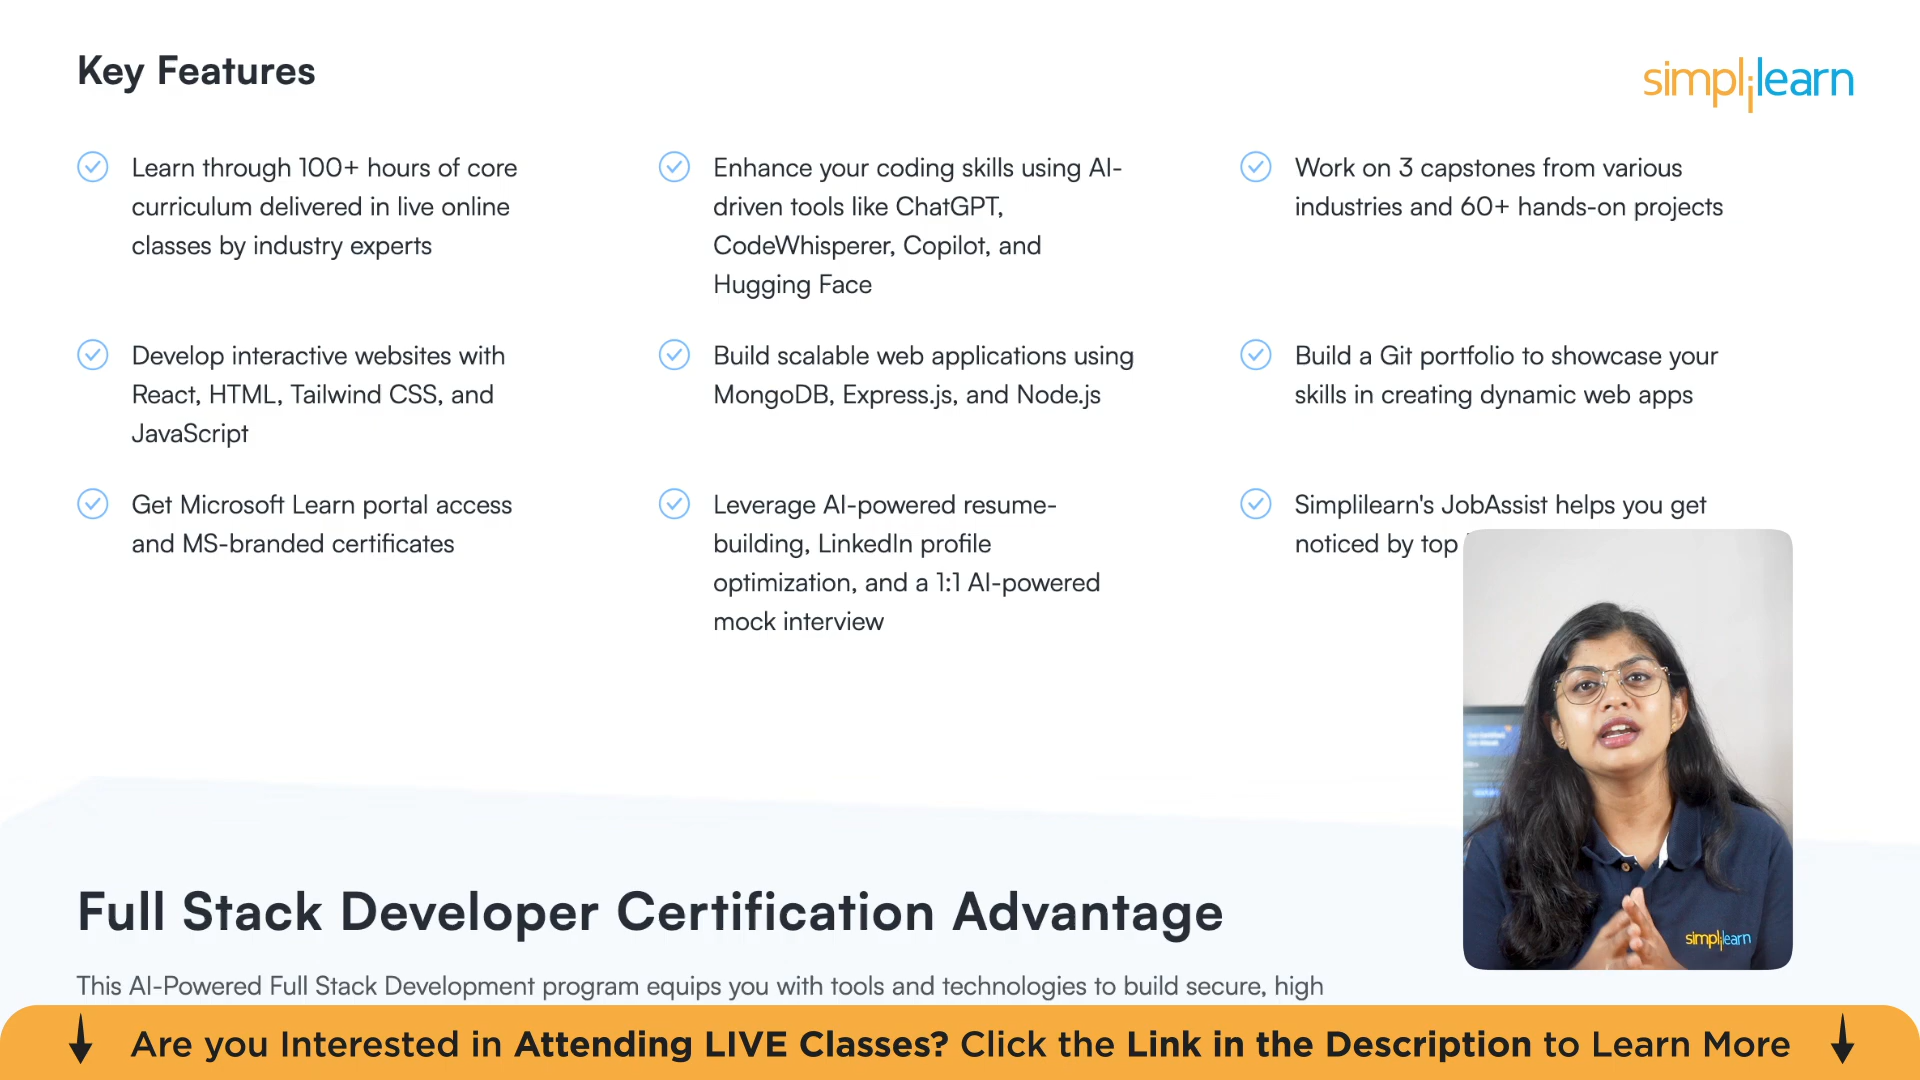 Key Features
simplilearn
Learn through 100+ hours of core
curriculum delivered in live online
classes by industry experts
Enhance your coding skills using AI-
driven tools like ChatGPT,
CodeWhisperer, Copilot, and
Hugging Face
Work on 3 capstones from various
industries and 60+ hands-on projects
Develop interactive websites with
React, HTML, Tailwind CSS, and
JavaScript
Build scalable web applications using
MongoDB, Express.js, and Node.js
Build a Git portfolio to showcase your
skills in creating dynamic web apps
Get Microsoft Learn portal access
and MS-branded certificates
Leverage AI-powered resume-
building, LinkedIn profile
optimization, and a 1:1 AI-powered
mock interview
Simplilearn's JobAssist helps you get
noticed by top
simplilearn
Full Stack Developer Certification Advantage
This AI-Powered Full Stack Development program equips you with tools and technologies to build secure, high
Are you Interested in Attending LIVE Classes? Click the Link in the Description to Learn More